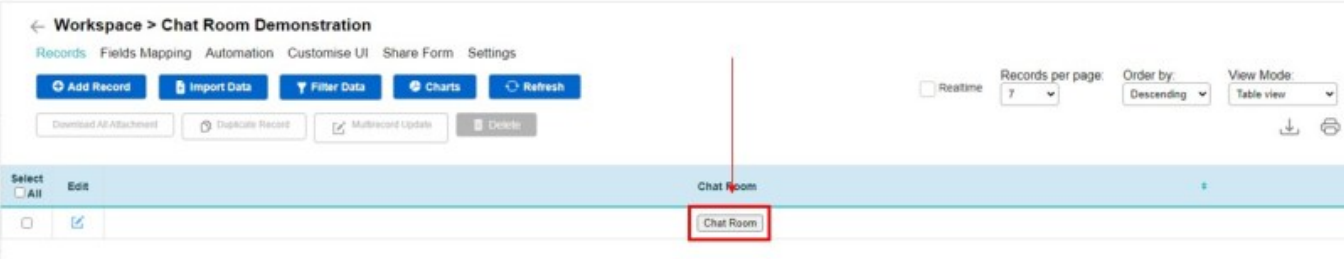 Workspace > Chat Room Demonstration
Records Fields Mapping Automation Customise UI Share Form Settings
Add Record Import Data Filter Data Charts Refresh
Realtime
Records per page: Order by: View Mode:
7 Descending Table view
Download All Attachment Duplicate Record Multirecord Update Delete
Select
All
Edit
Chat Room
Chat Room